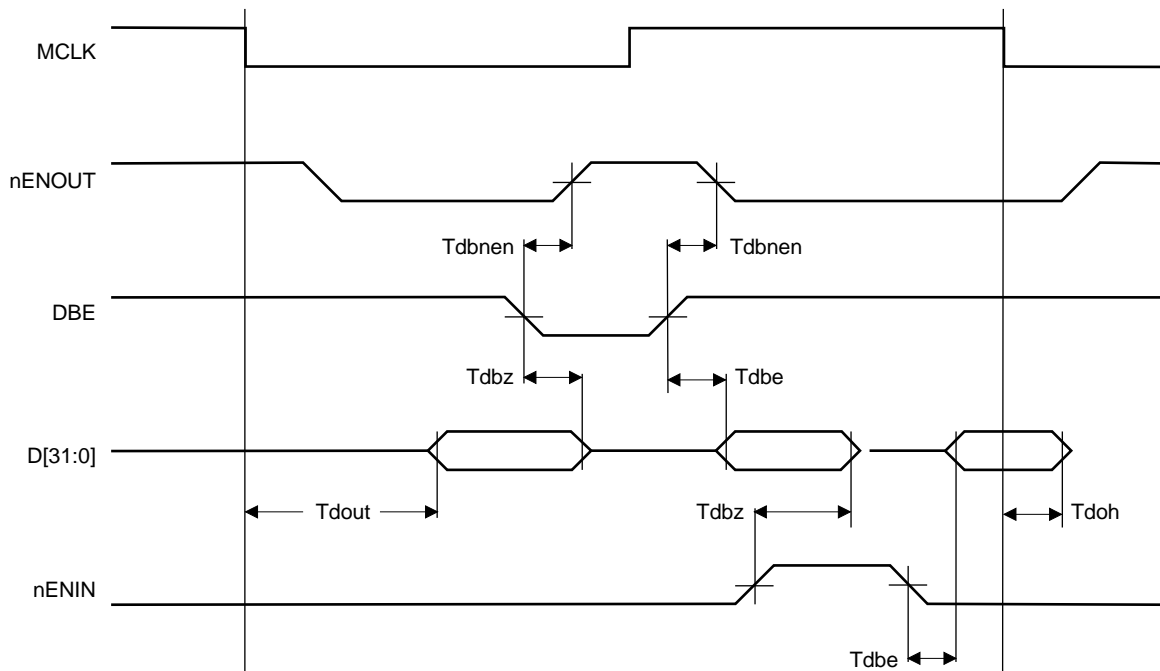 MCLK
nENOUT
Tdbnen
Tdbnen
DBE
Tdbz
Tdbe
D[31:0]
Tdout
Tdbz
Tdoh
nENIN
Tdbe